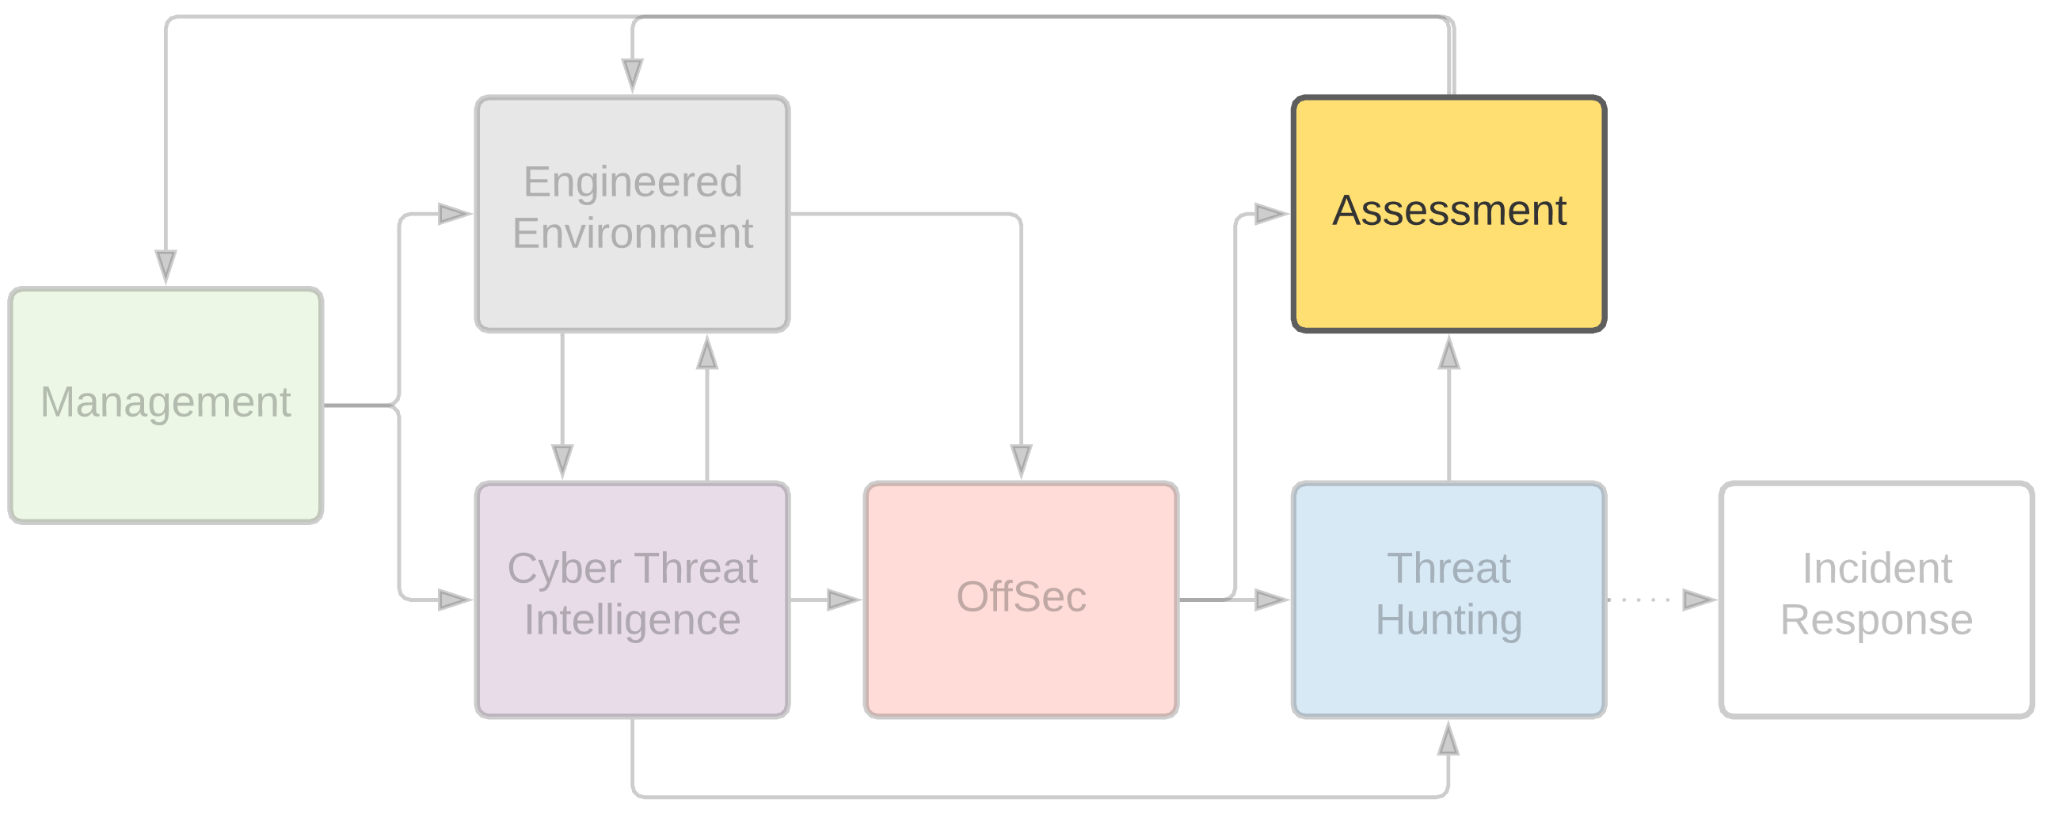 Engineered
Environment
Assessment
Management
Cyber Threat
Intelligence
OffSec
Threat
Hunting
Incident
Response